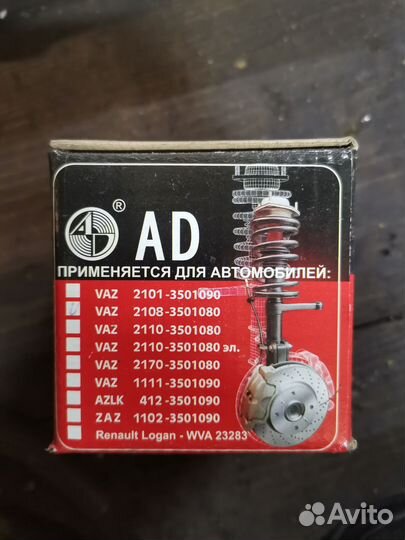 AD ® AD
ПРИМЕНЯЕТСЯ ДЛЯ АВТОМОБИЛЕЙ:
VAZ 2101-3501090
VAZ 2108-3501080
VAZ 2110-3501080
VAZ 2110-3501080 эл.
VAZ 2170-3501080
VAZ 1111-3501090
AZLK 412-3501090
ZAZ 1102-3501090
Renault Logan - WVA 23283
Avito